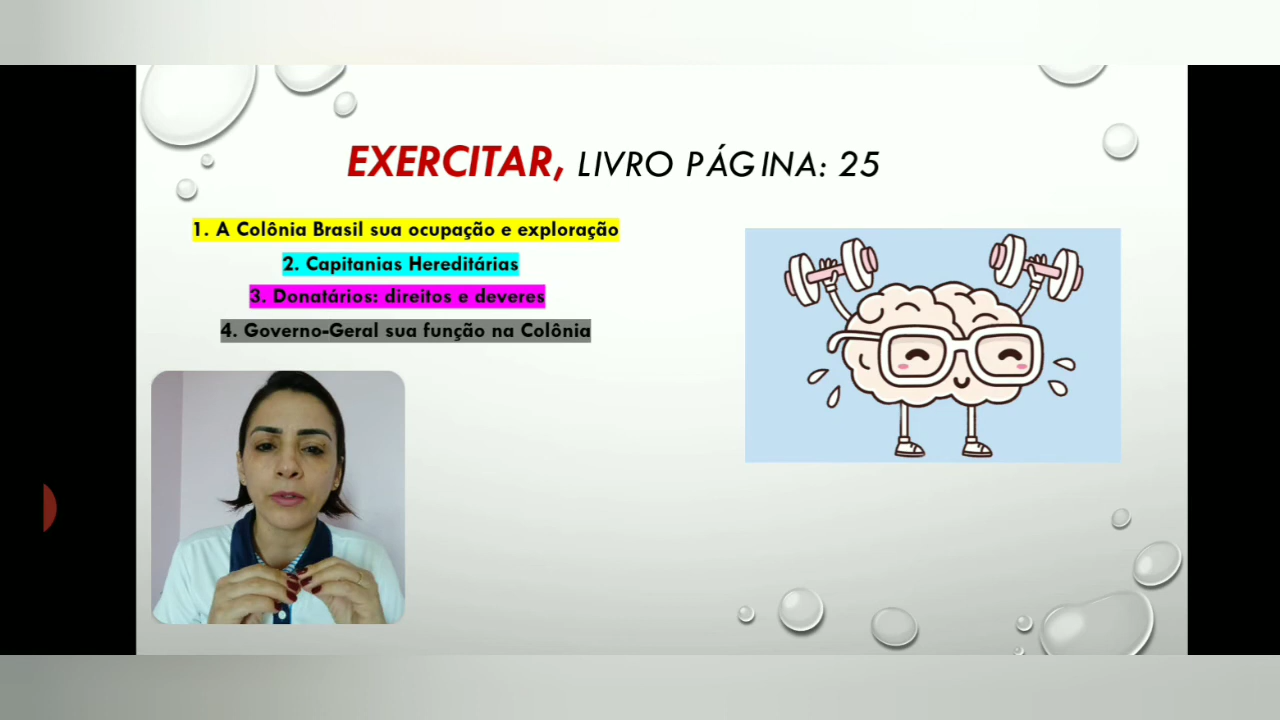 EXERCITAR, LIVRO PÁGINA: 25
1. A Colônia Brasil sua ocupação e exploração
2. Capitanias Hereditárias
3. Donatários: direitos e deveres
4. Governo-Geral sua função na Colônia